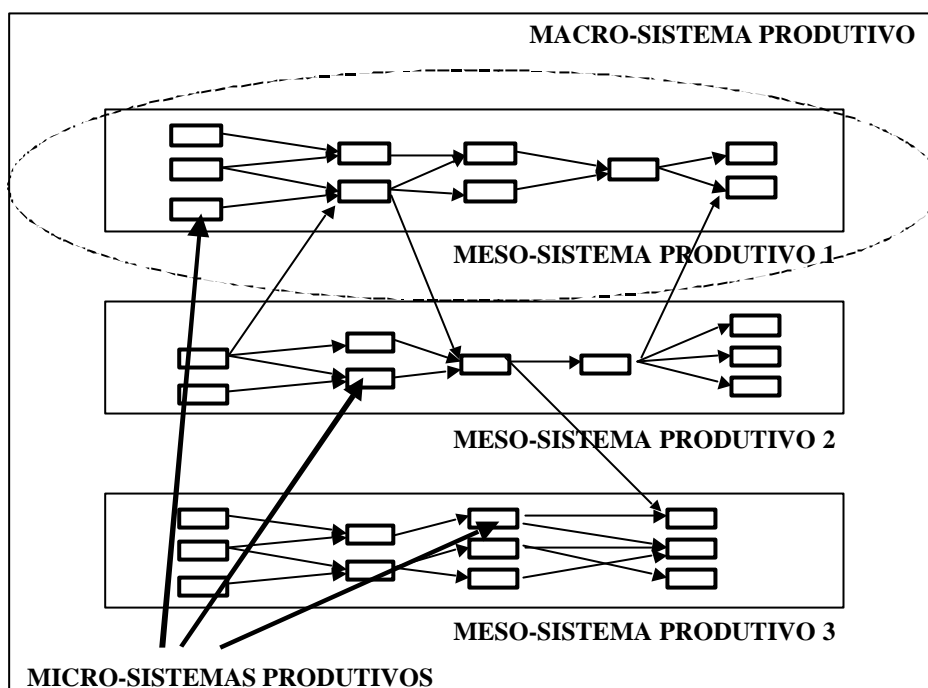 MACRO-SISTEMA PRODUTIVO
MESO-SISTEMA PRODUTIVO 1
MESO-SISTEMA PRODUTIVO 2
MESO-SISTEMA PRODUTIVO 3
MICRO-SISTEMAS PRODUTIVOS